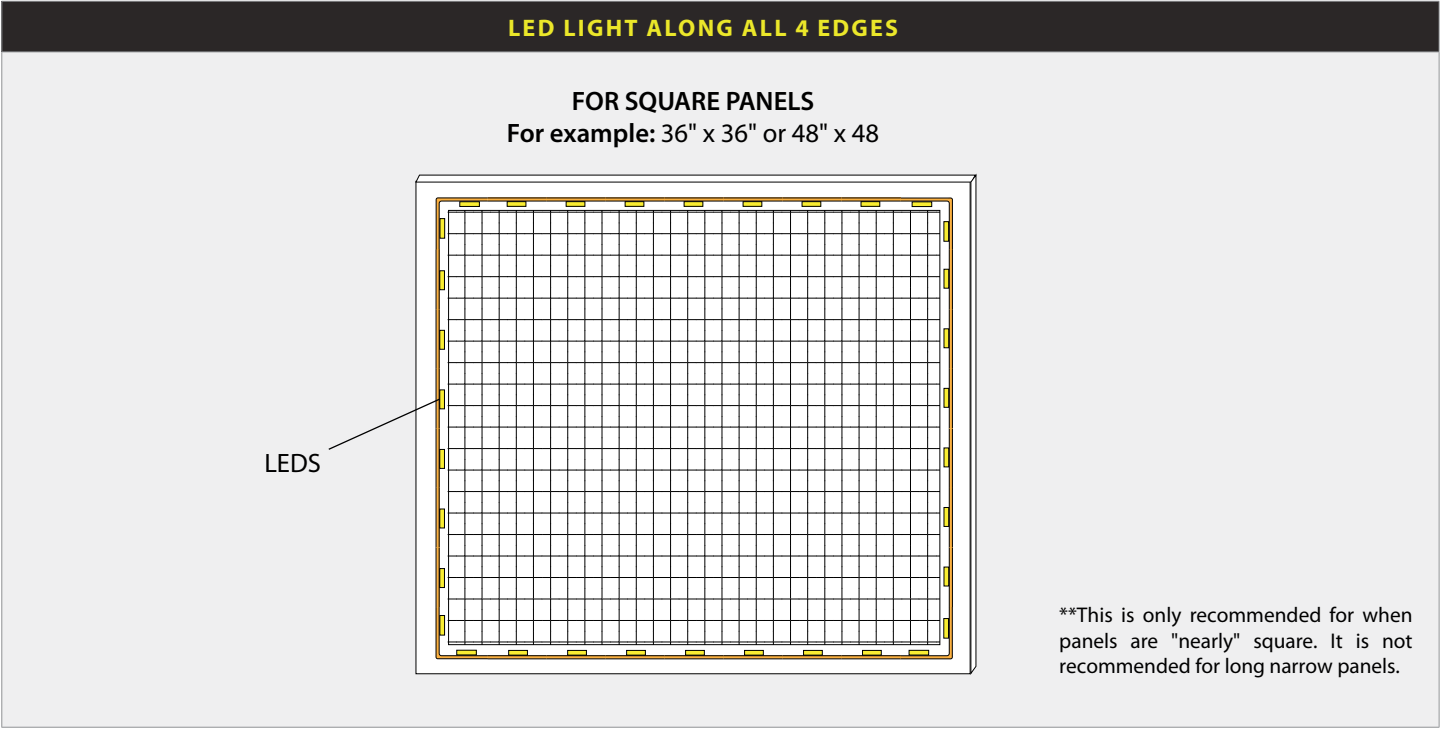 LED LIGHT ALONG ALL 4 EDGES
FOR SQUARE PANELS
For example: 36" x 36" or 48" x 48
LEDS
**This is only recommended for when
panels are "nearly" square. It is not
recommended for long narrow panels.